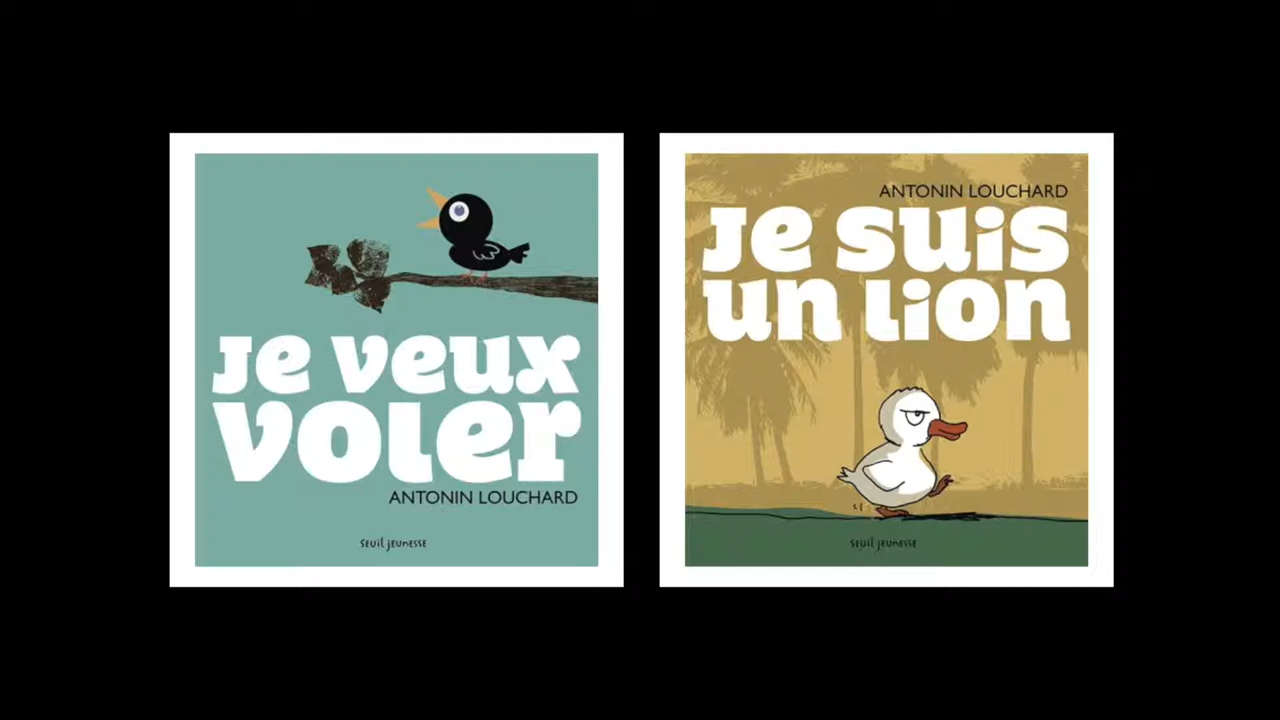 Je veux
voler
ANTONIN LOUCHARD
seuil jeunesse
ANTONIN LOUCHARD
Je suis
un lion
seuil jeunesse